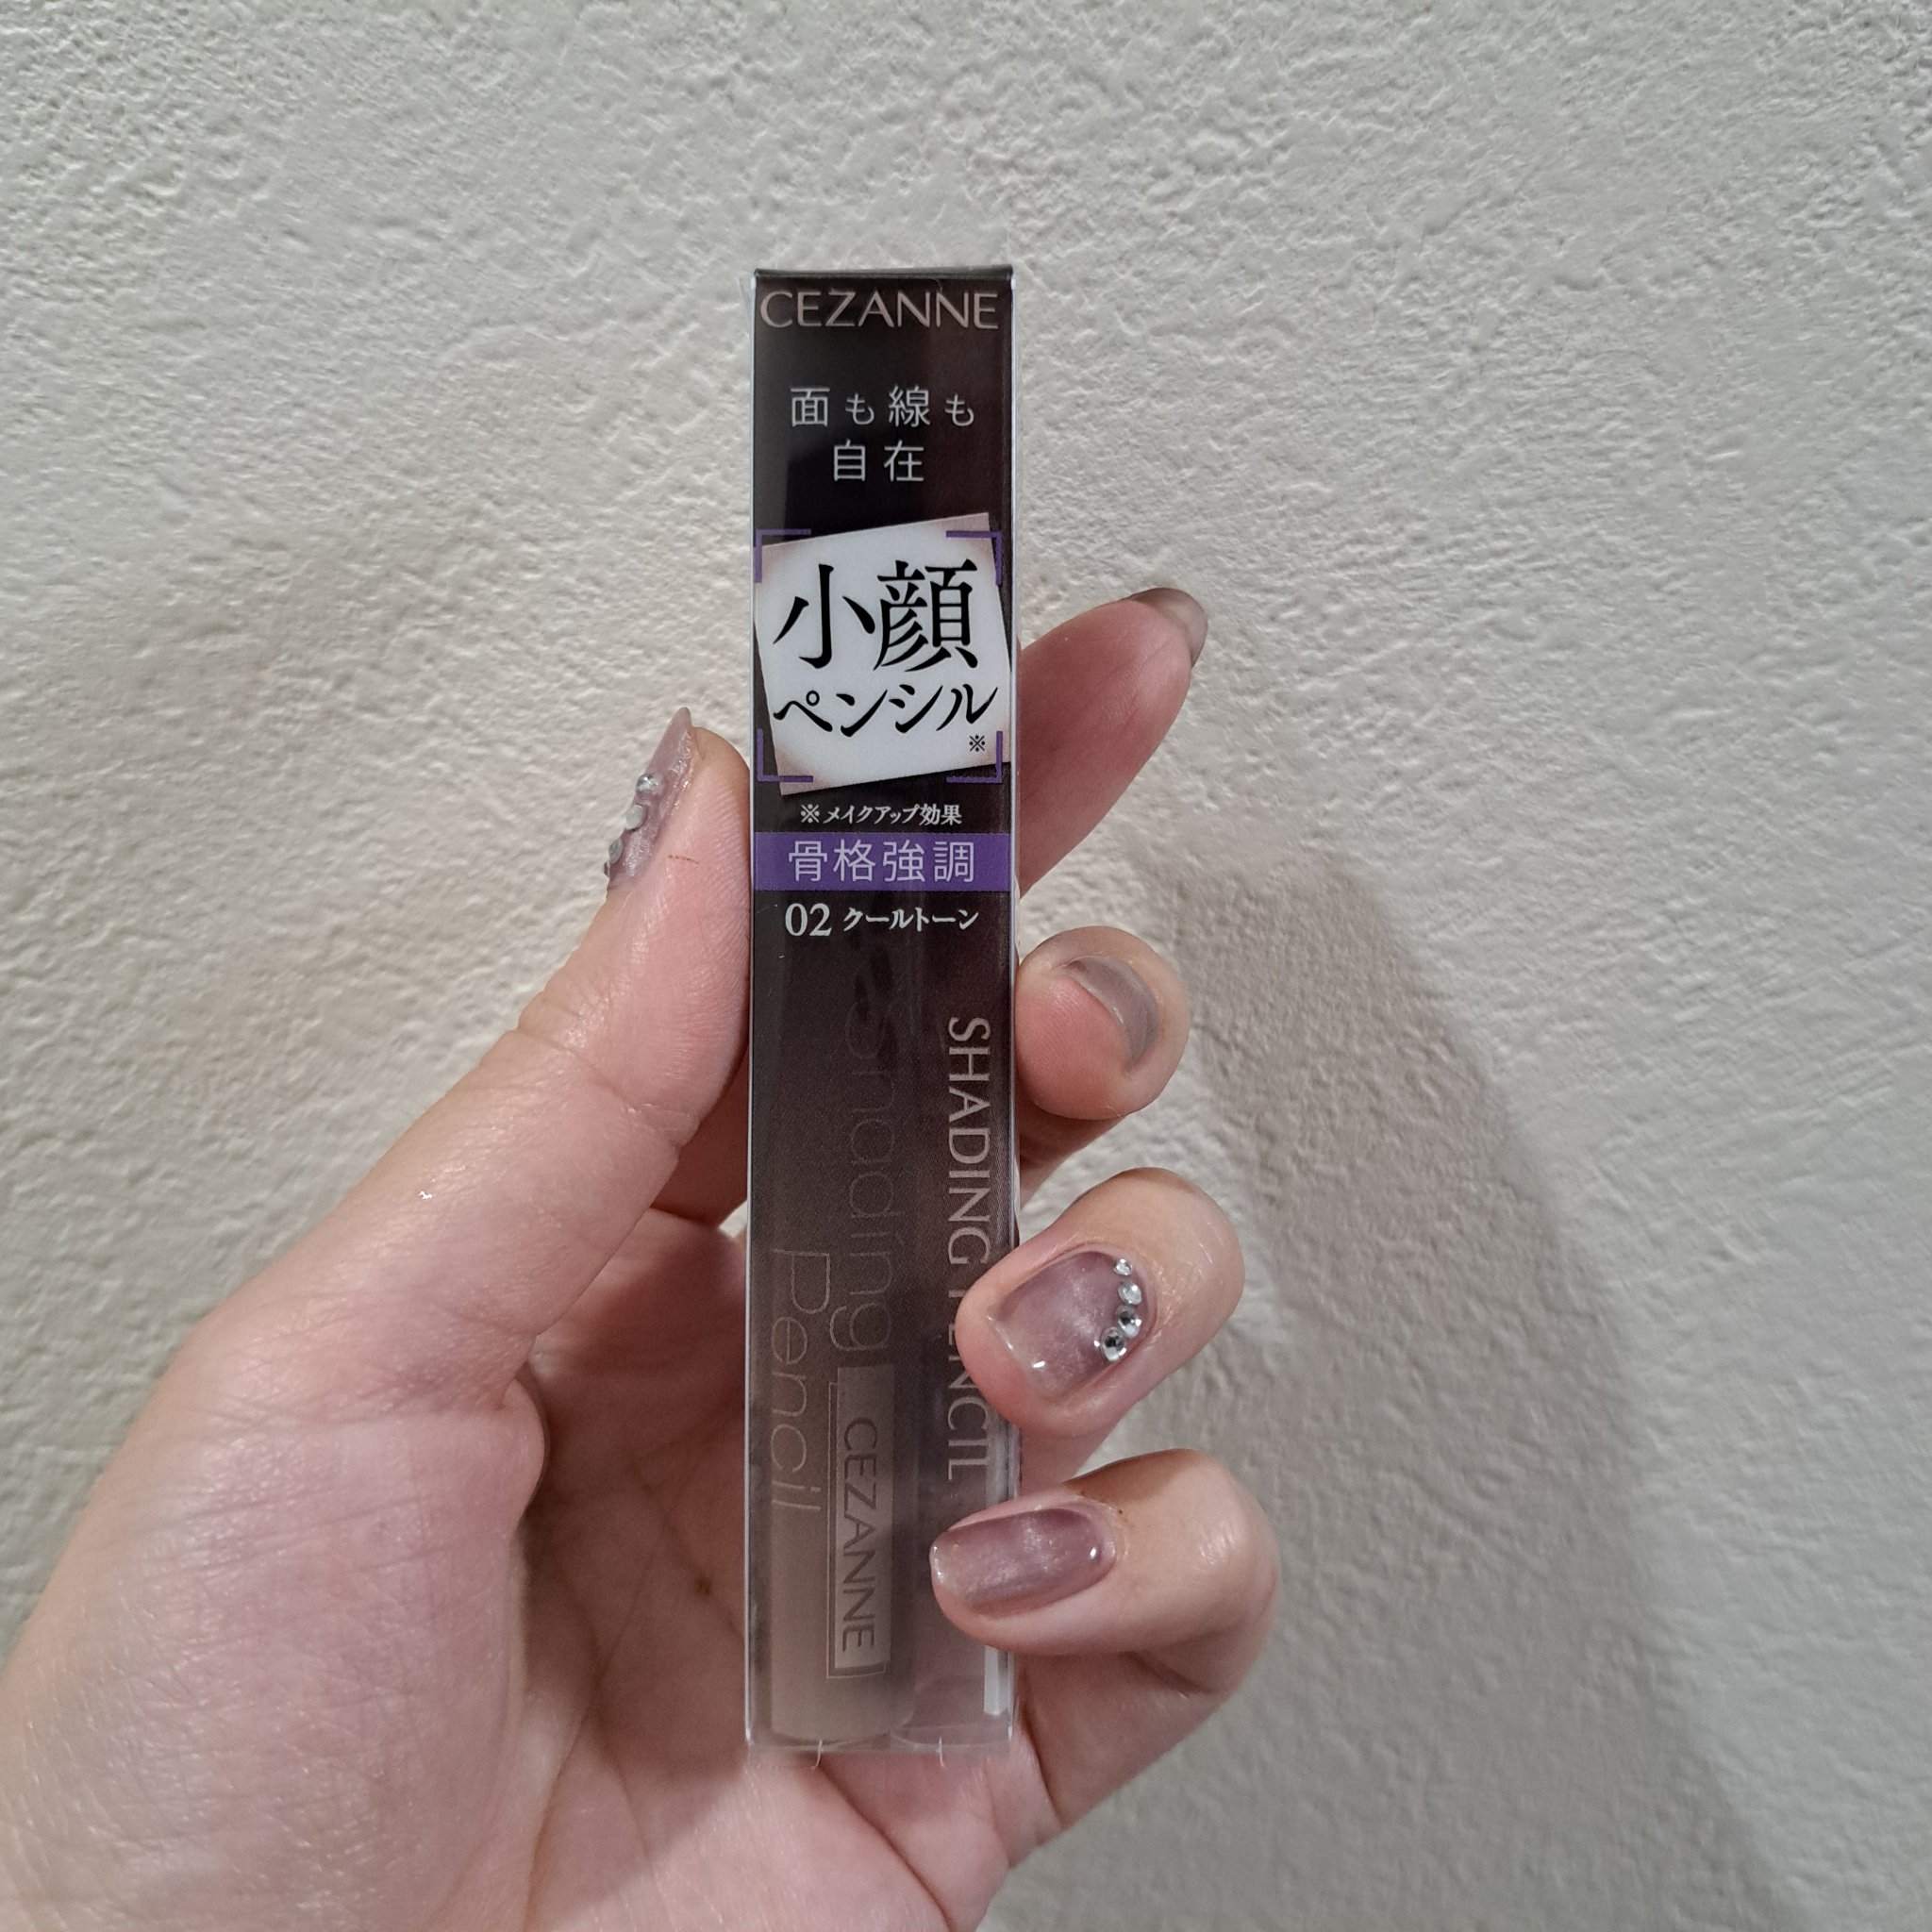 CEZANNE
面も線も
自在
小顔
ペンシル
※
※メイクアップ効果
骨格強調
02 クールトーン
SHADING PENCIL
Shading
Pencil
CEZANNE